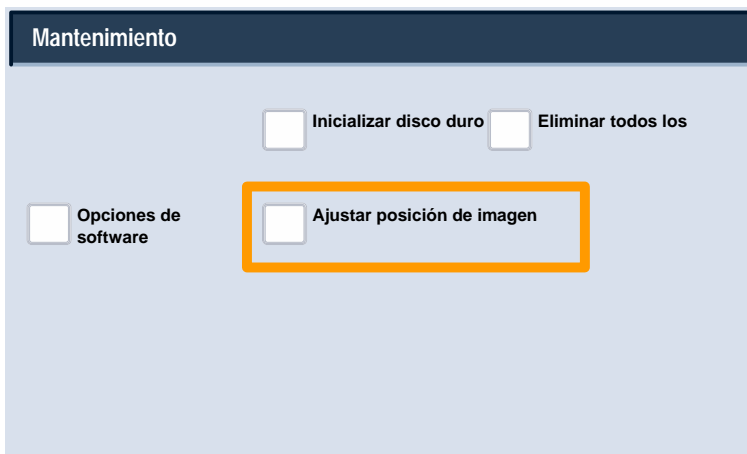 Mantenimiento
Inicializar disco duro
Eliminar todos los
Opciones de
software
Ajustar posición de imagen